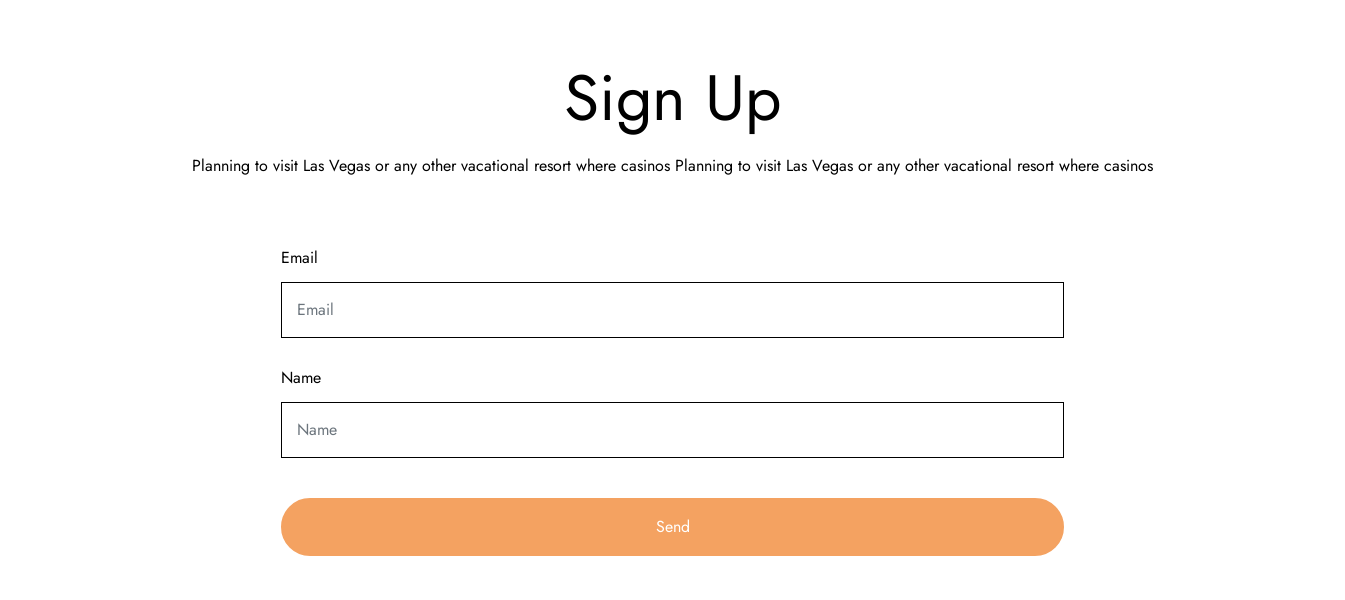 Sign Up
Planning to visit Las Vegas or any other vacational resort where casinos Planning to visit Las Vegas or any other vacational resort where casinos
Email
Email
Name
Name
Send